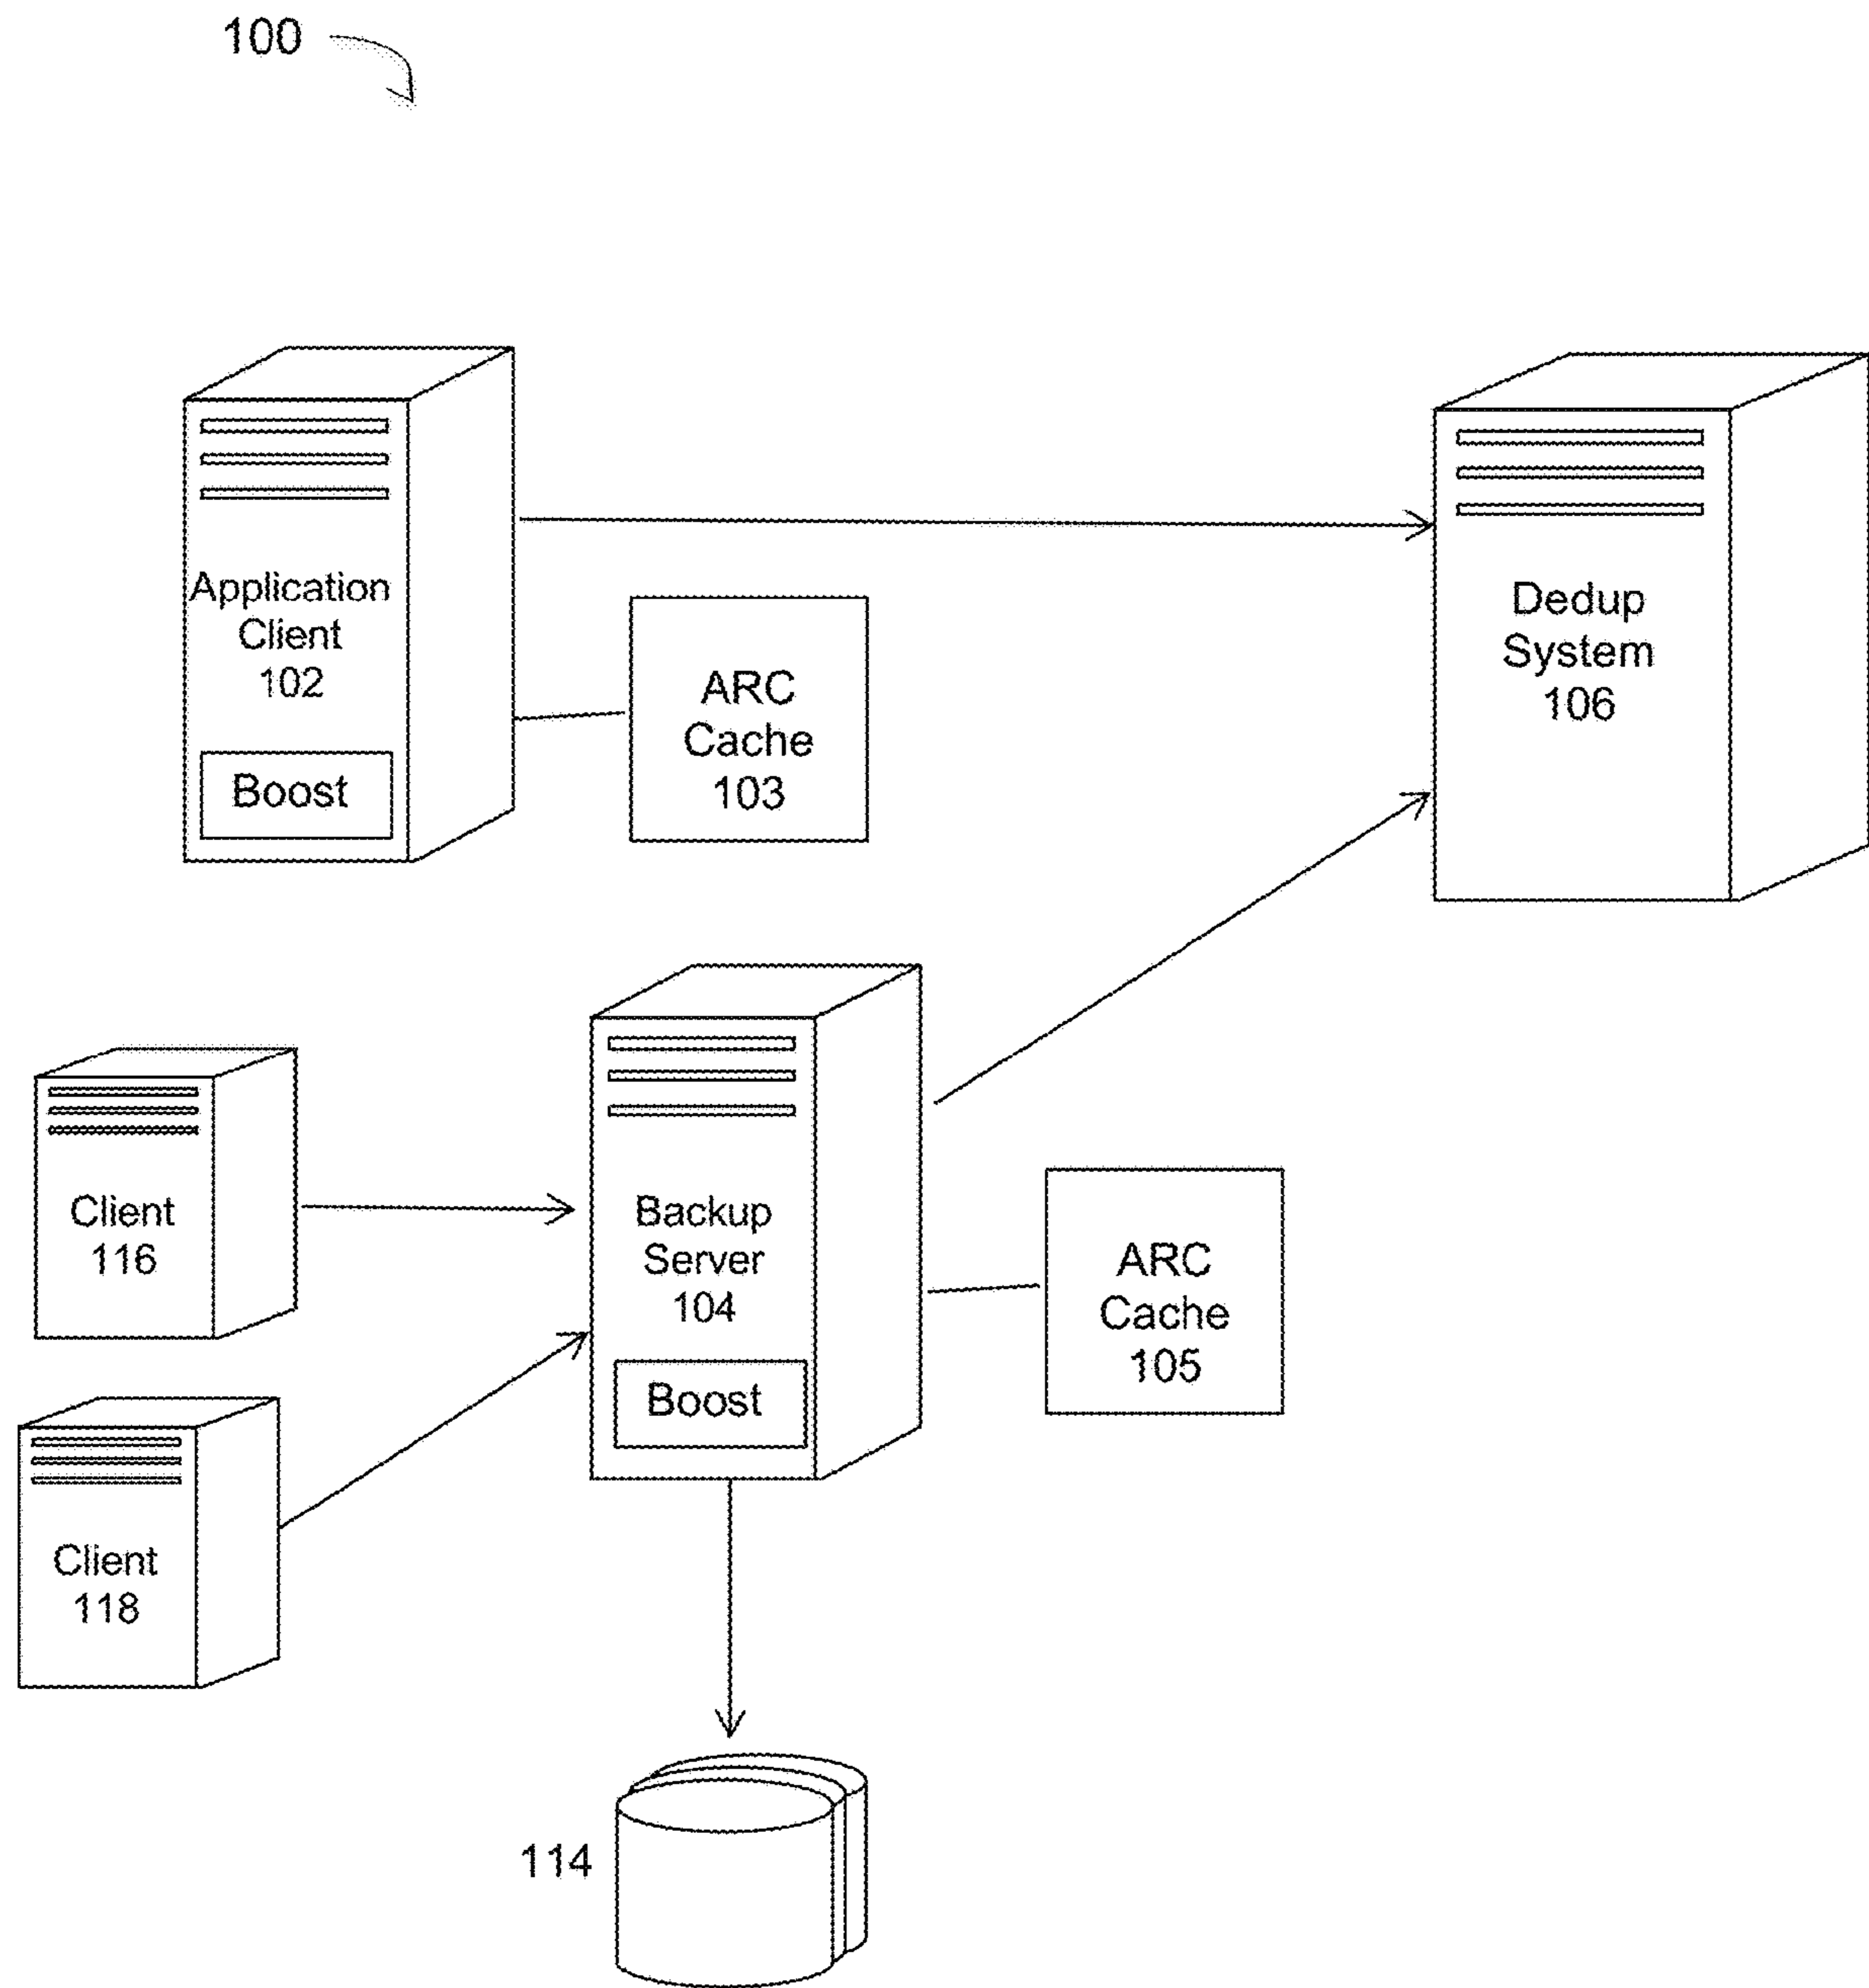 100
Application
Client
102
Boost
ARC
Cache
103
Dedup
System
106
Client
116
Backup
Server
104
Boost
ARC
Cache
105
Client
118
114